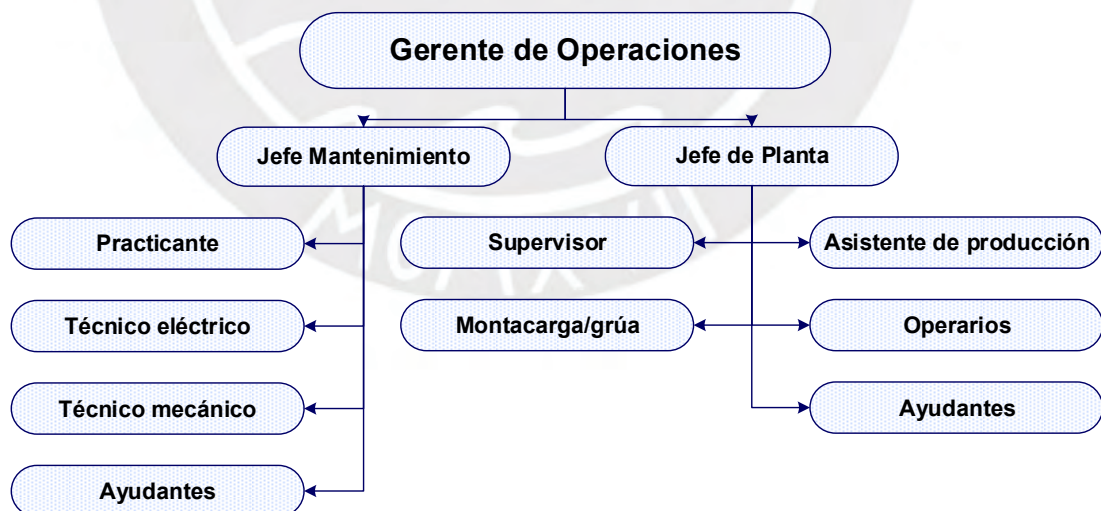 Gerente de Operaciones
Jefe Mantenimiento
Jefe de Planta
Practicante
Supervisor
Asistente de producción
Técnico eléctrico
Montacarga/grúa
Operarios
Técnico mecánico
Ayudantes
Ayudantes